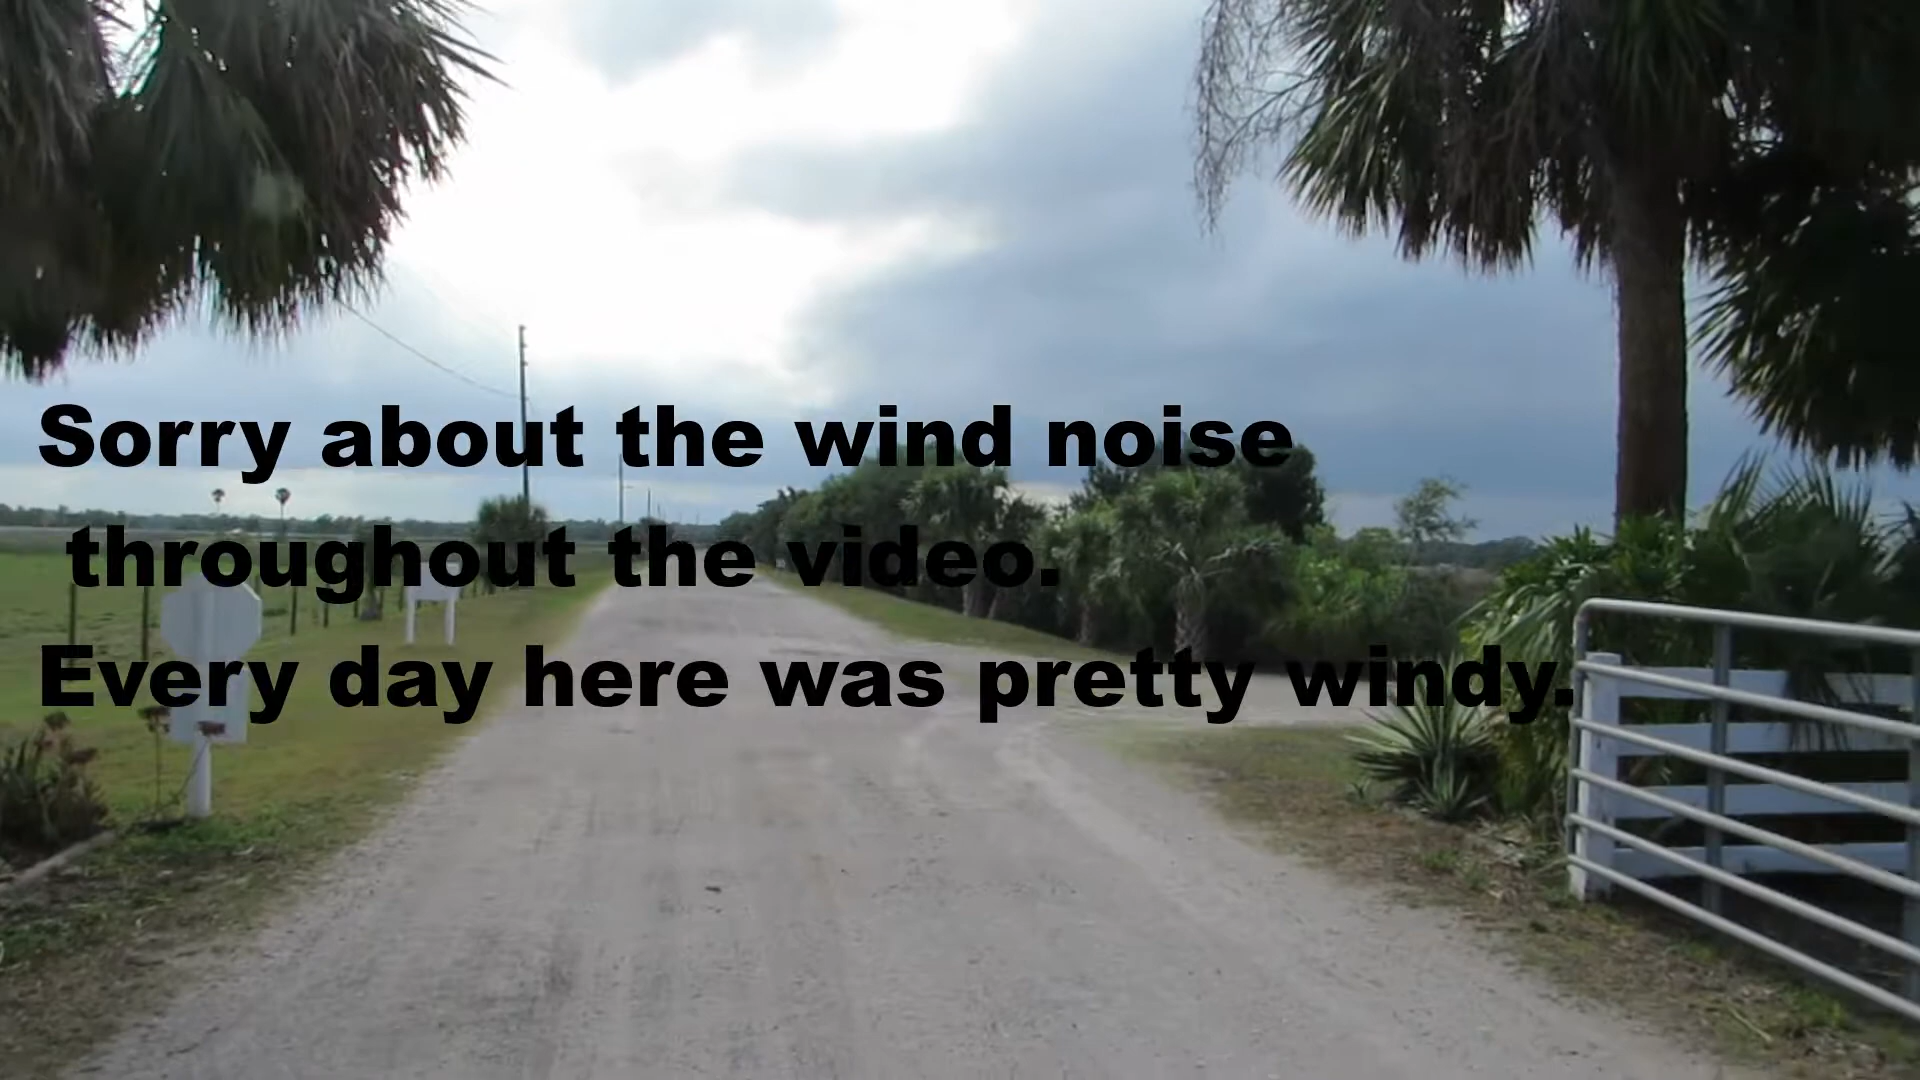 Sorry about the wind noise
throughout the video.
Every day here was pretty windy.